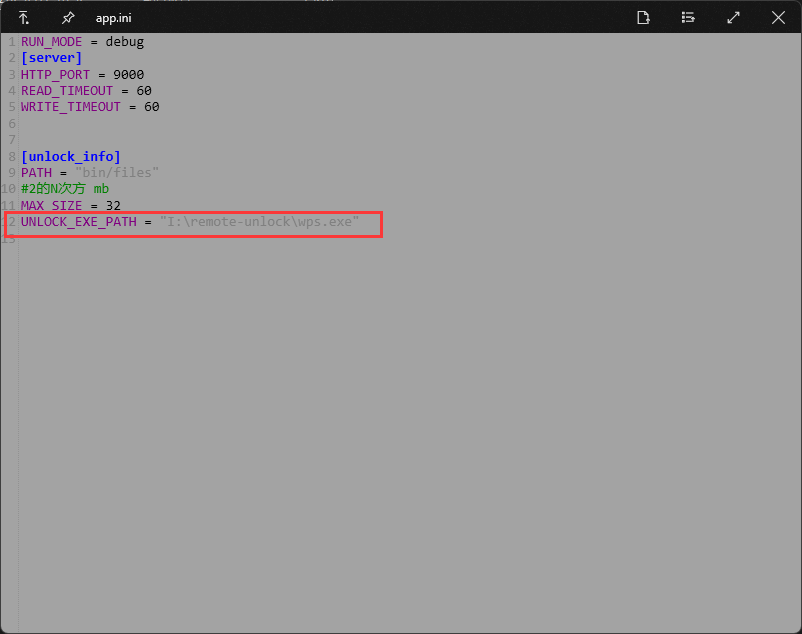 app.ini
1 RUN_MODE = debug
2 [server]
3 HTTP_PORT = 9000
4 READ_TIMEOUT = 60
5 WRITE_TIMEOUT = 60
6
7
8 [unlock_info]
9 PATH = "bin/files"
10 #2的N次方 mb
11 MAX_SIZE = 32
12 UNLOCK_EXE_PATH = "I:\remote-unlock\wps.exe"
13